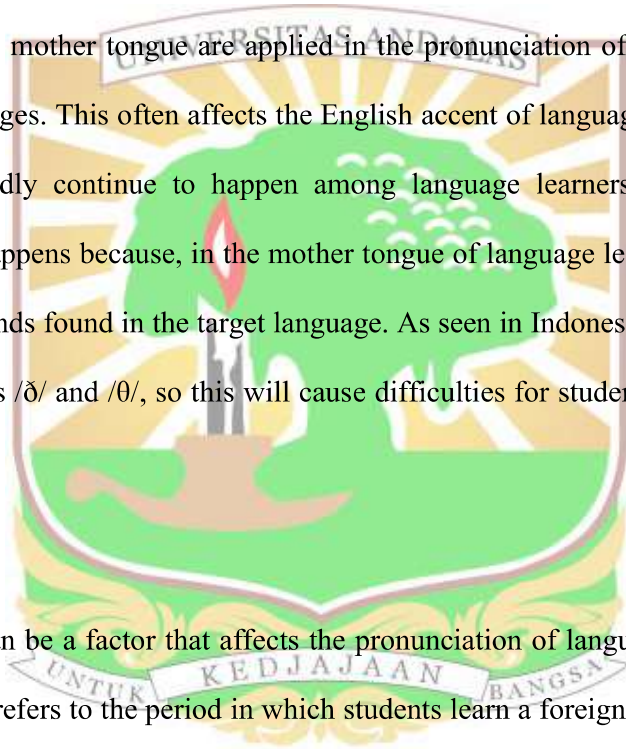 UNIVERSITAS ANDALAS
mother tongue are applied in the pronunciation of
ges. This often affects the English accent of languag
dly continue to happen among language learners
ppens because, in the mother tongue of language le
nds found in the target language. As seen in Indones
s /ð/ and /θ/, so this will cause difficulties for studen
n be a factor that affects the pronunciation of langu
UNTUK KEDJAJAAN BANGSA
refers to the period in which students learn a foreign